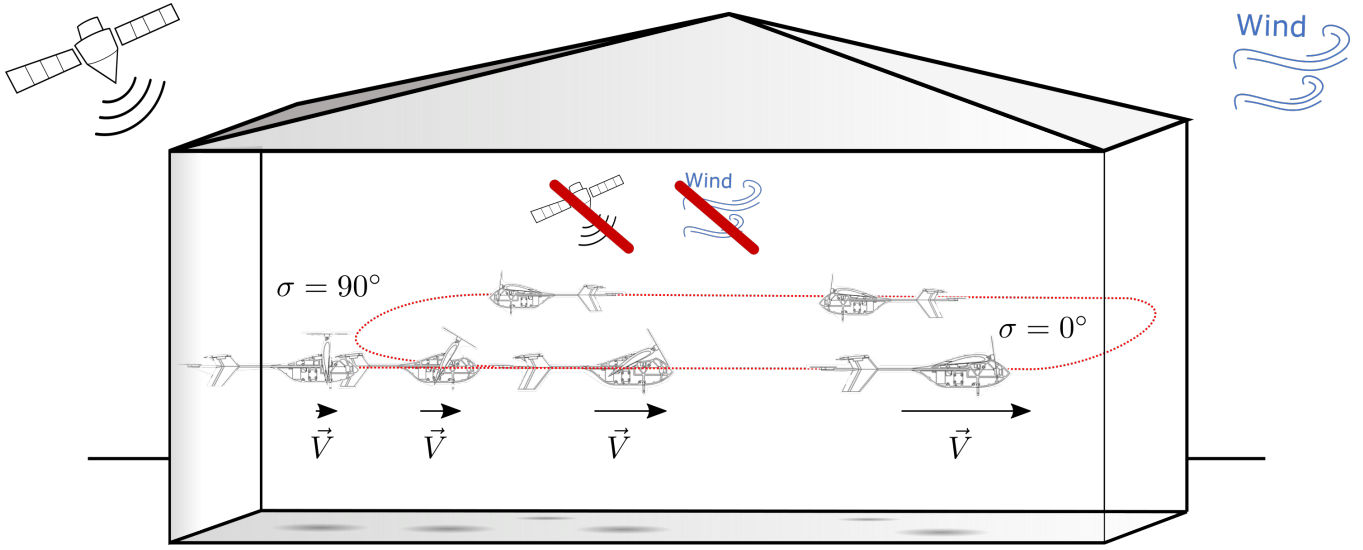 Wind
Wind
σ = 90°
σ = 0°
V⃗
V⃗
V⃗
V⃗